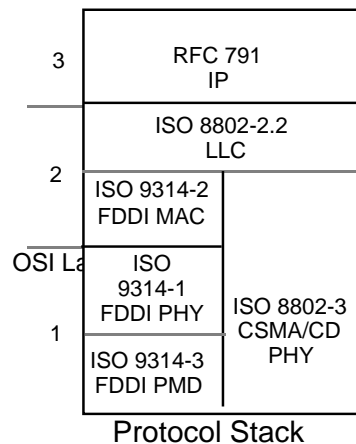 3
RFC 791
IP
ISO 8802-2.2
LLC
2
ISO 9314-2
FDDI MAC
OSI La
ISO
9314-1
FDDI PHY
ISO 8802-3
CSMA/CD
PHY
1
ISO 9314-3
FDDI PMD
Protocol Stack